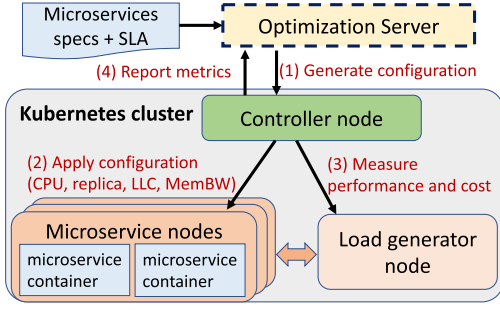 Microservices
specs + SLA
Optimization Server
(4) Report metrics
(1) Generate configuration
Kubernetes cluster
Controller node
(2) Apply configuration
(CPU, replica, LLC, MemBW)
(3) Measure
performance and cost
Microservice nodes
microservice
container
microservice
container
Load generator
node